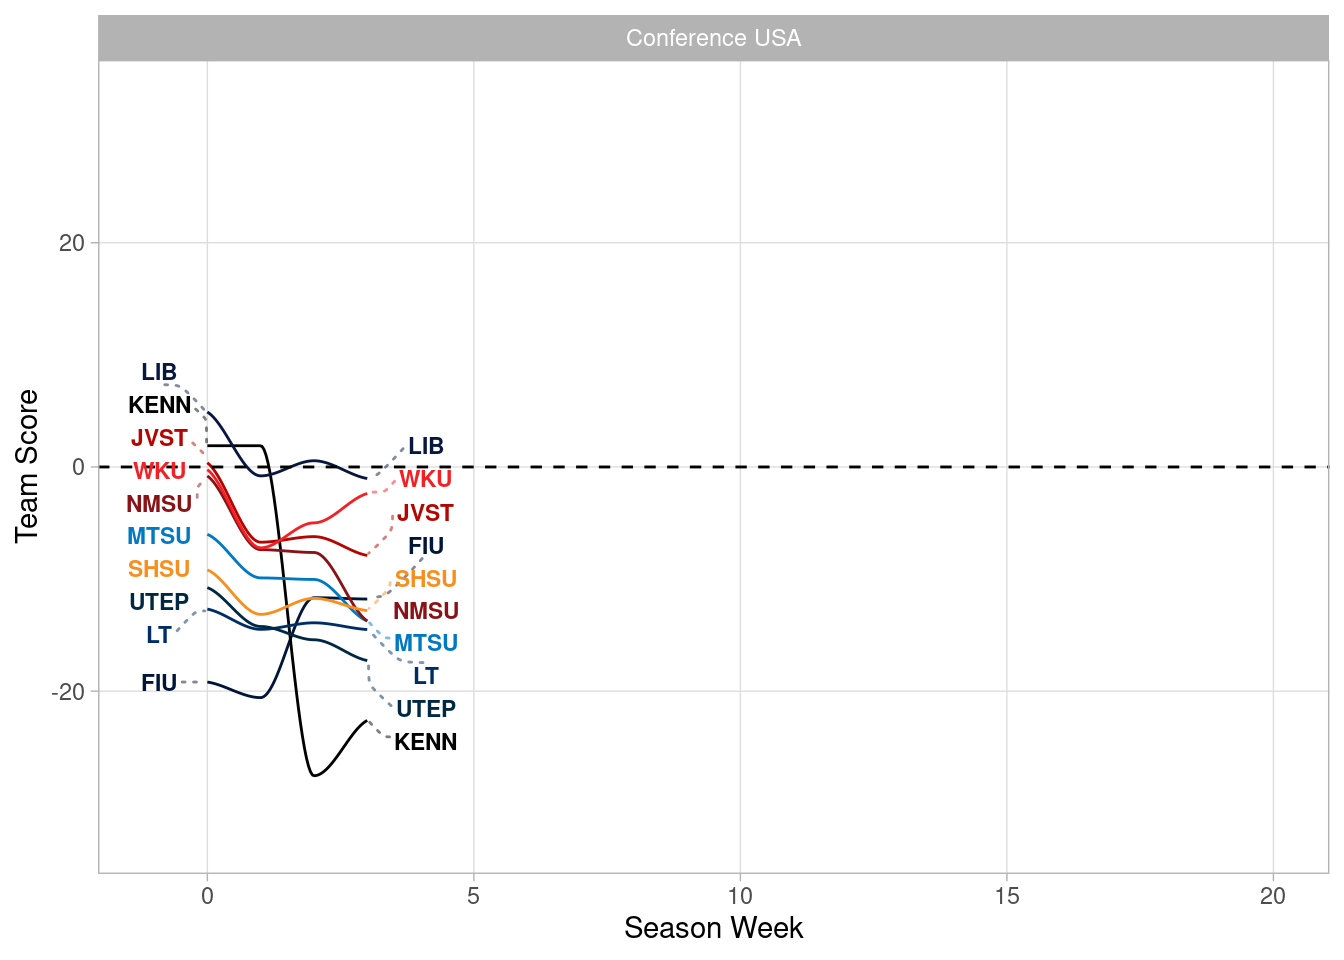 Conference USA
Team Score
20
0
-20
LIB
KENN
JVST
WKU
NMSU
MTSU
SHSU
UTEP
LT
FIU
LIB
WKU
JVST
FIU
SHSU
NMSU
MTSU
LT
UTEP
KENN
0 5 10 15 20
Season Week